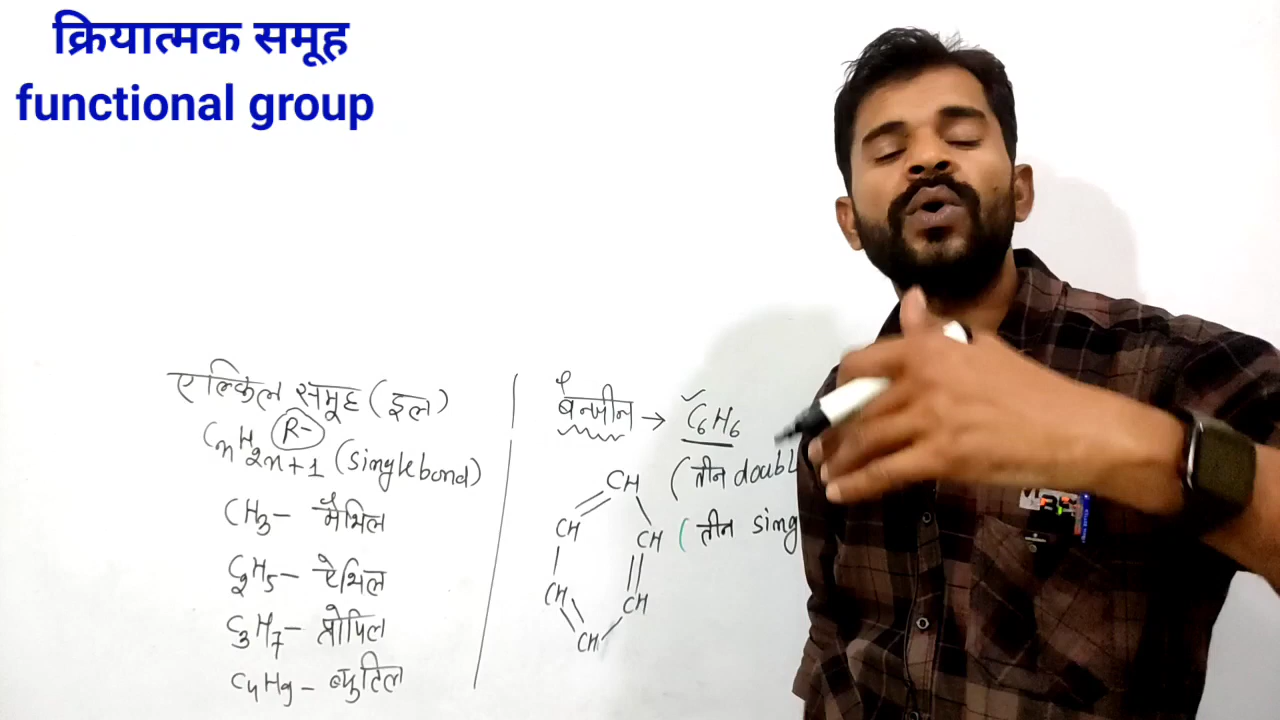 क्रियात्मक समूह
functional group
एल्किल समूह (इल)
R-
CnH2n+1 (single bond)
CH3 – मैथिल
C2H5 – ऐथिल
C3H7 – प्रोपिल
C4H9 – ब्युटिल
बेनजीन → C6H6
(तीन doubl
(तीन sing
CH
CH
CH
CH
CH
CH